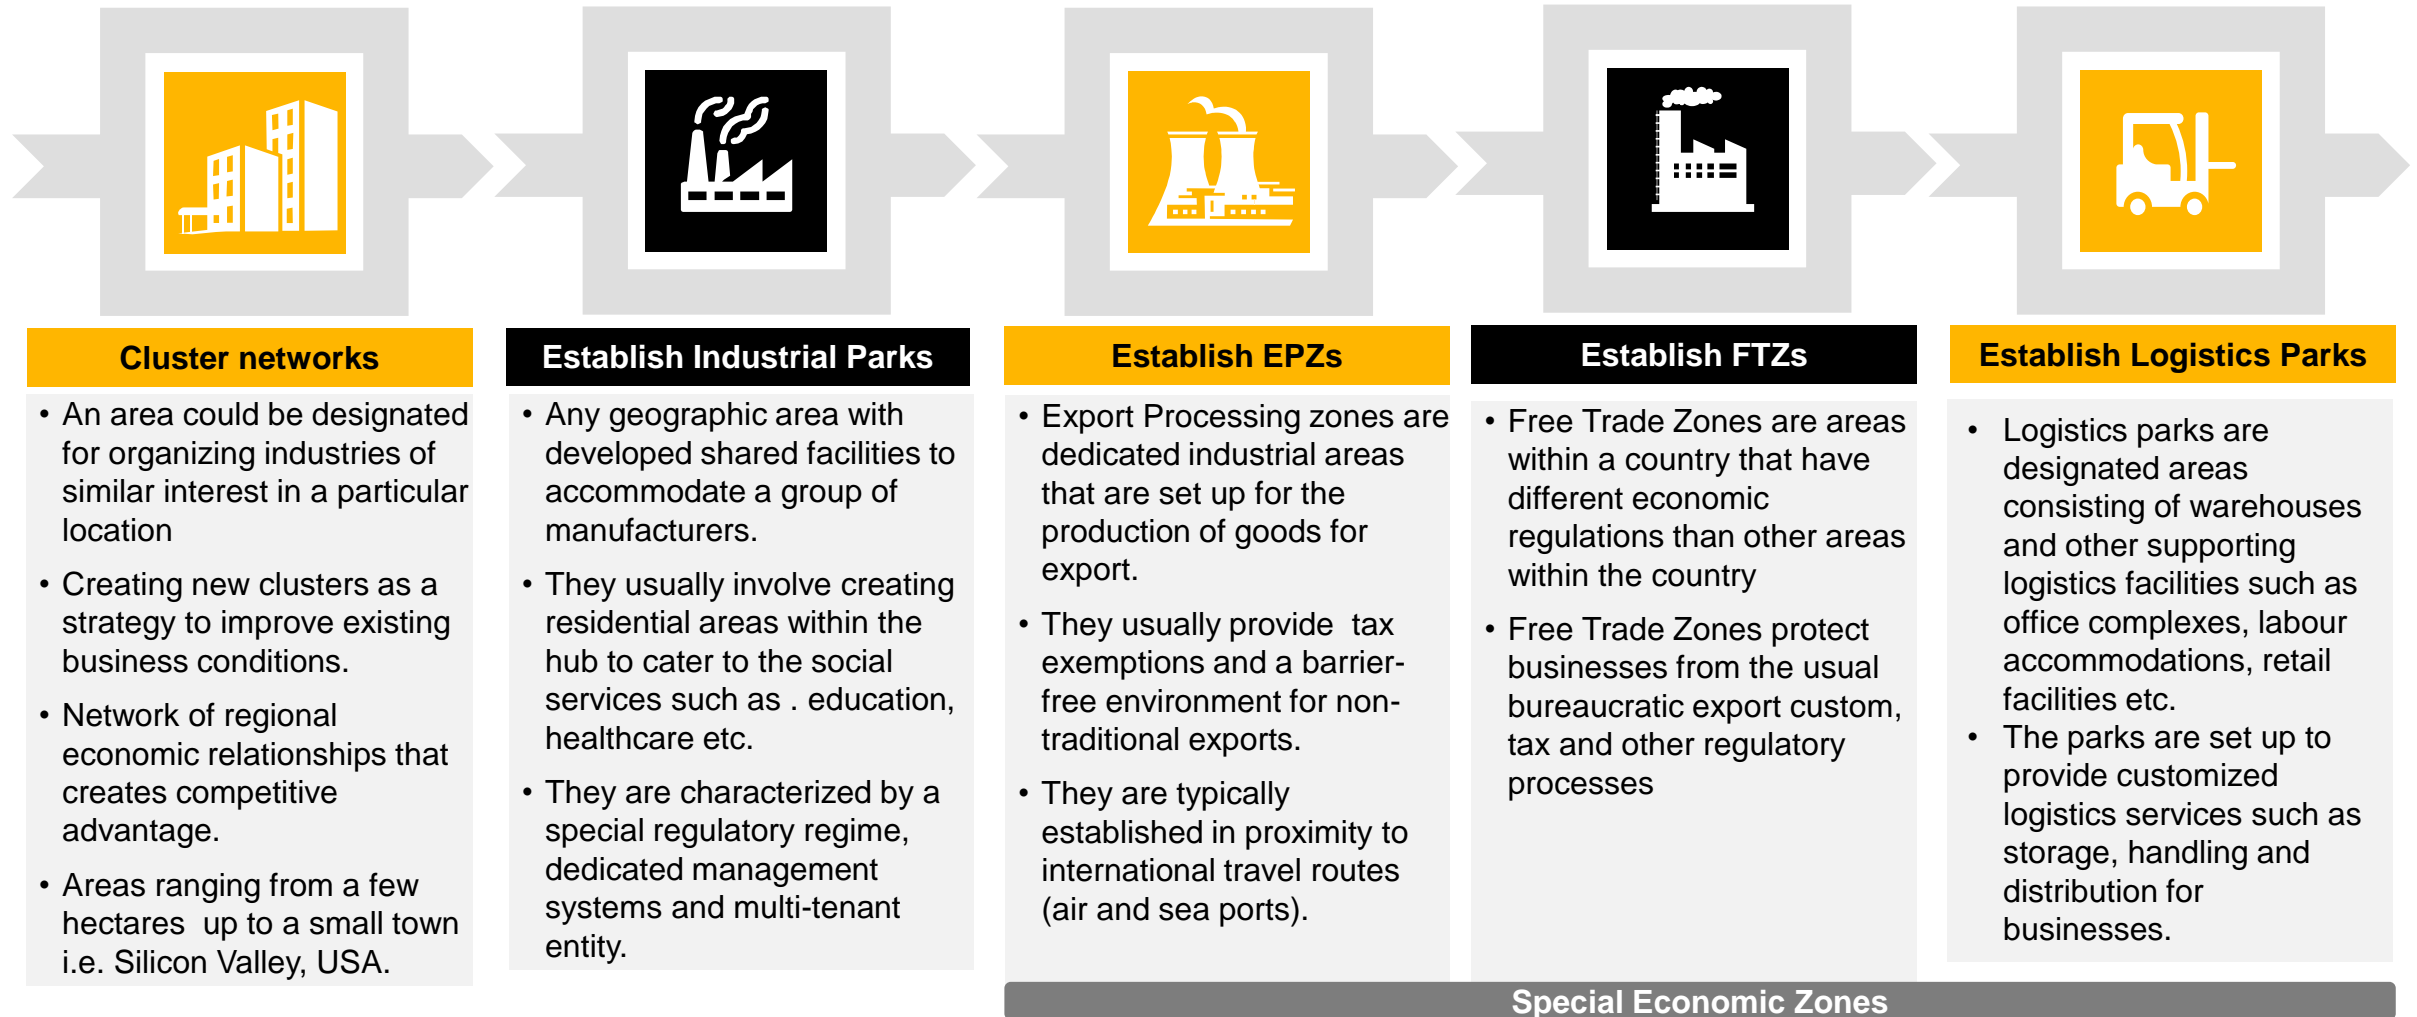 Cluster networks
• An area could be designated
for organizing industries of
similar interest in a particular
location
• Creating new clusters as a
strategy to improve existing
business conditions.
• Network of regional
economic relationships that
creates competitive
advantage.
• Areas ranging from a few
hectares  up to a small town
i.e. Silicon Valley, USA.
Establish Industrial Parks
• Any geographic area with
developed shared facilities to
accommodate a group of
manufacturers.
• They usually involve creating
residential areas within the
hub to cater to the social
services such as . education,
healthcare etc.
• They are characterized by a
special regulatory regime,
dedicated management
systems and multi-tenant
entity.
Establish EPZs
• Export Processing zones are
dedicated industrial areas
that are set up for the
production of goods for
export.
• They usually provide  tax
exemptions and a barrier-
free environment for non-
traditional exports.
• They are typically
established in proximity to
international travel routes
(air and sea ports).
Establish FTZs
• Free Trade Zones are areas
within a country that have
different economic
regulations than other areas
within the country
• Free Trade Zones protect
businesses from the usual
bureaucratic export custom,
tax and other regulatory
processes
Establish Logistics Parks
• Logistics parks are
designated areas
consisting of warehouses
and other supporting
logistics facilities such as
office complexes, labour
accommodations, retail
facilities etc.
• The parks are set up to
provide customized
logistics services such as
storage, handling and
distribution for
businesses.
Special Economic Zones